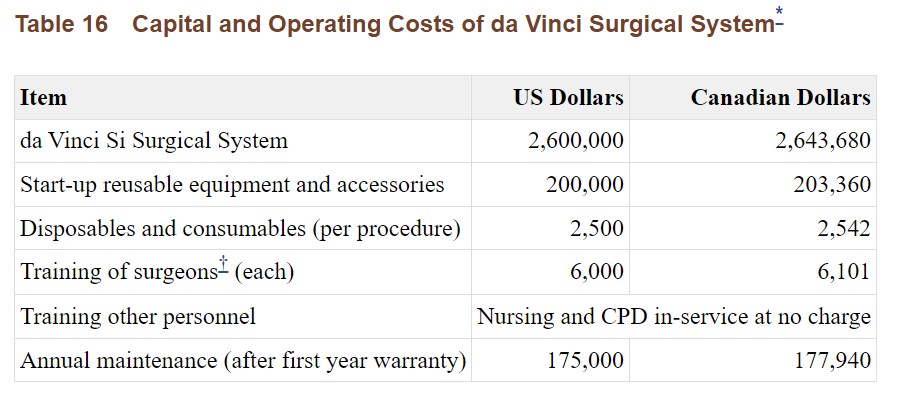 Table 16 Capital and Operating Costs of da Vinci Surgical System*
Item US Dollars Canadian Dollars
da Vinci Si Surgical System 2,600,000 2,643,680
Start-up reusable equipment and accessories 200,000 203,360
Disposables and consumables (per procedure) 2,500 2,542
Training of surgeons† (each) 6,000 6,101
Training other personnel Nursing and CPD in-service at no charge
Annual maintenance (after first year warranty) 175,000 177,940